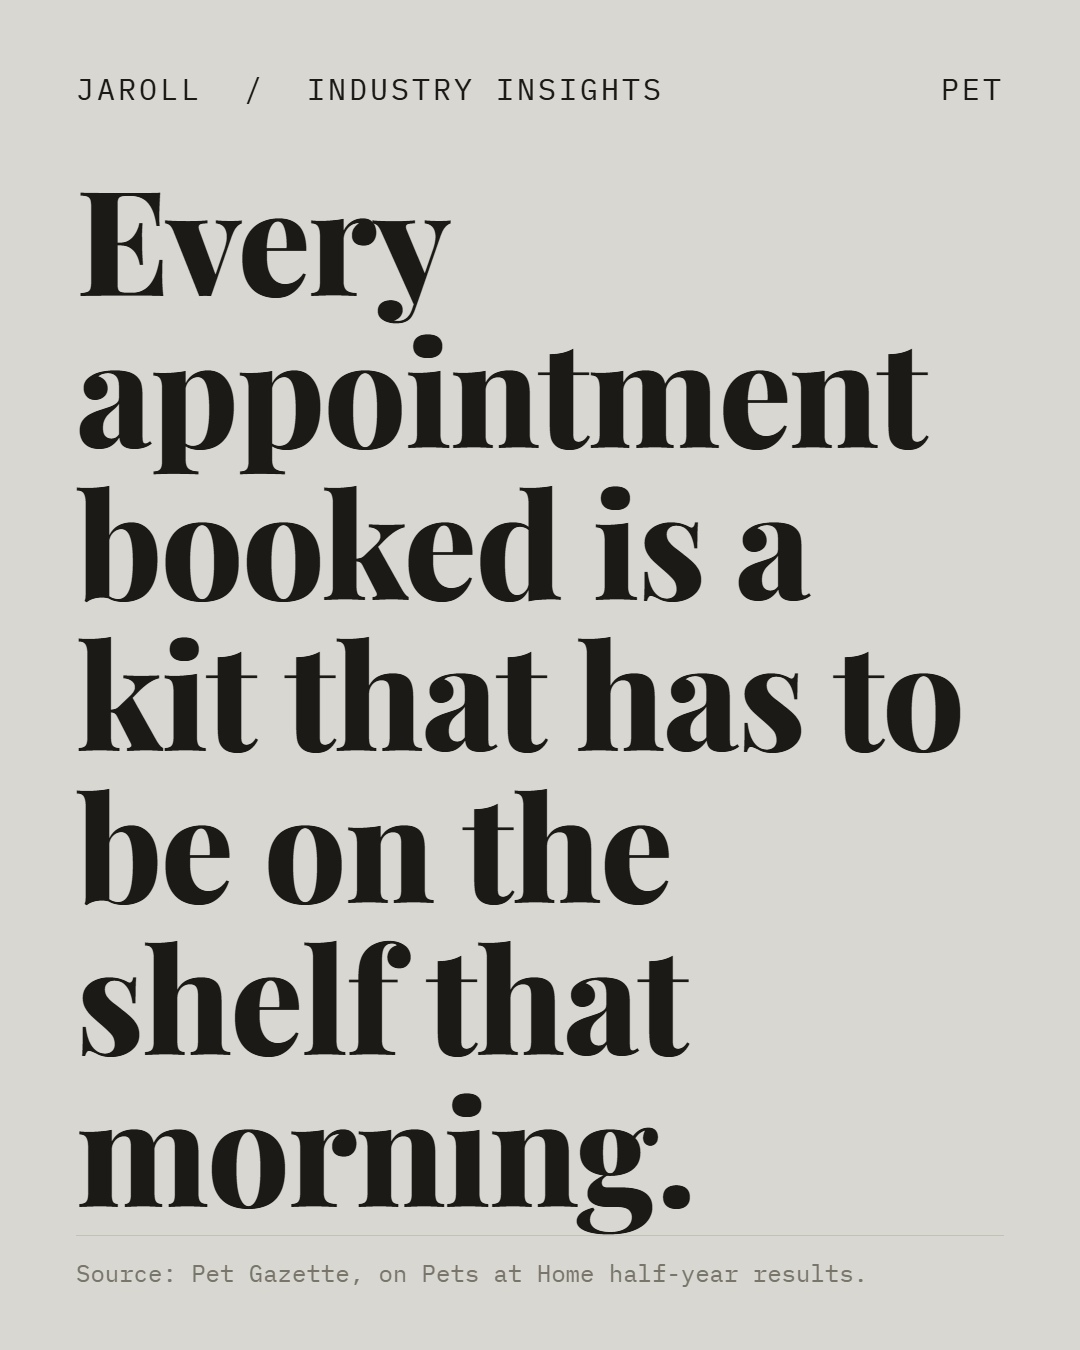 JAROLL / INDUSTRY INSIGHTS PET
Every
appointment
booked is a
kit that has to
be on the
shelf that
morning.
Source: Pet Gazette, on Pets at Home half-year results.